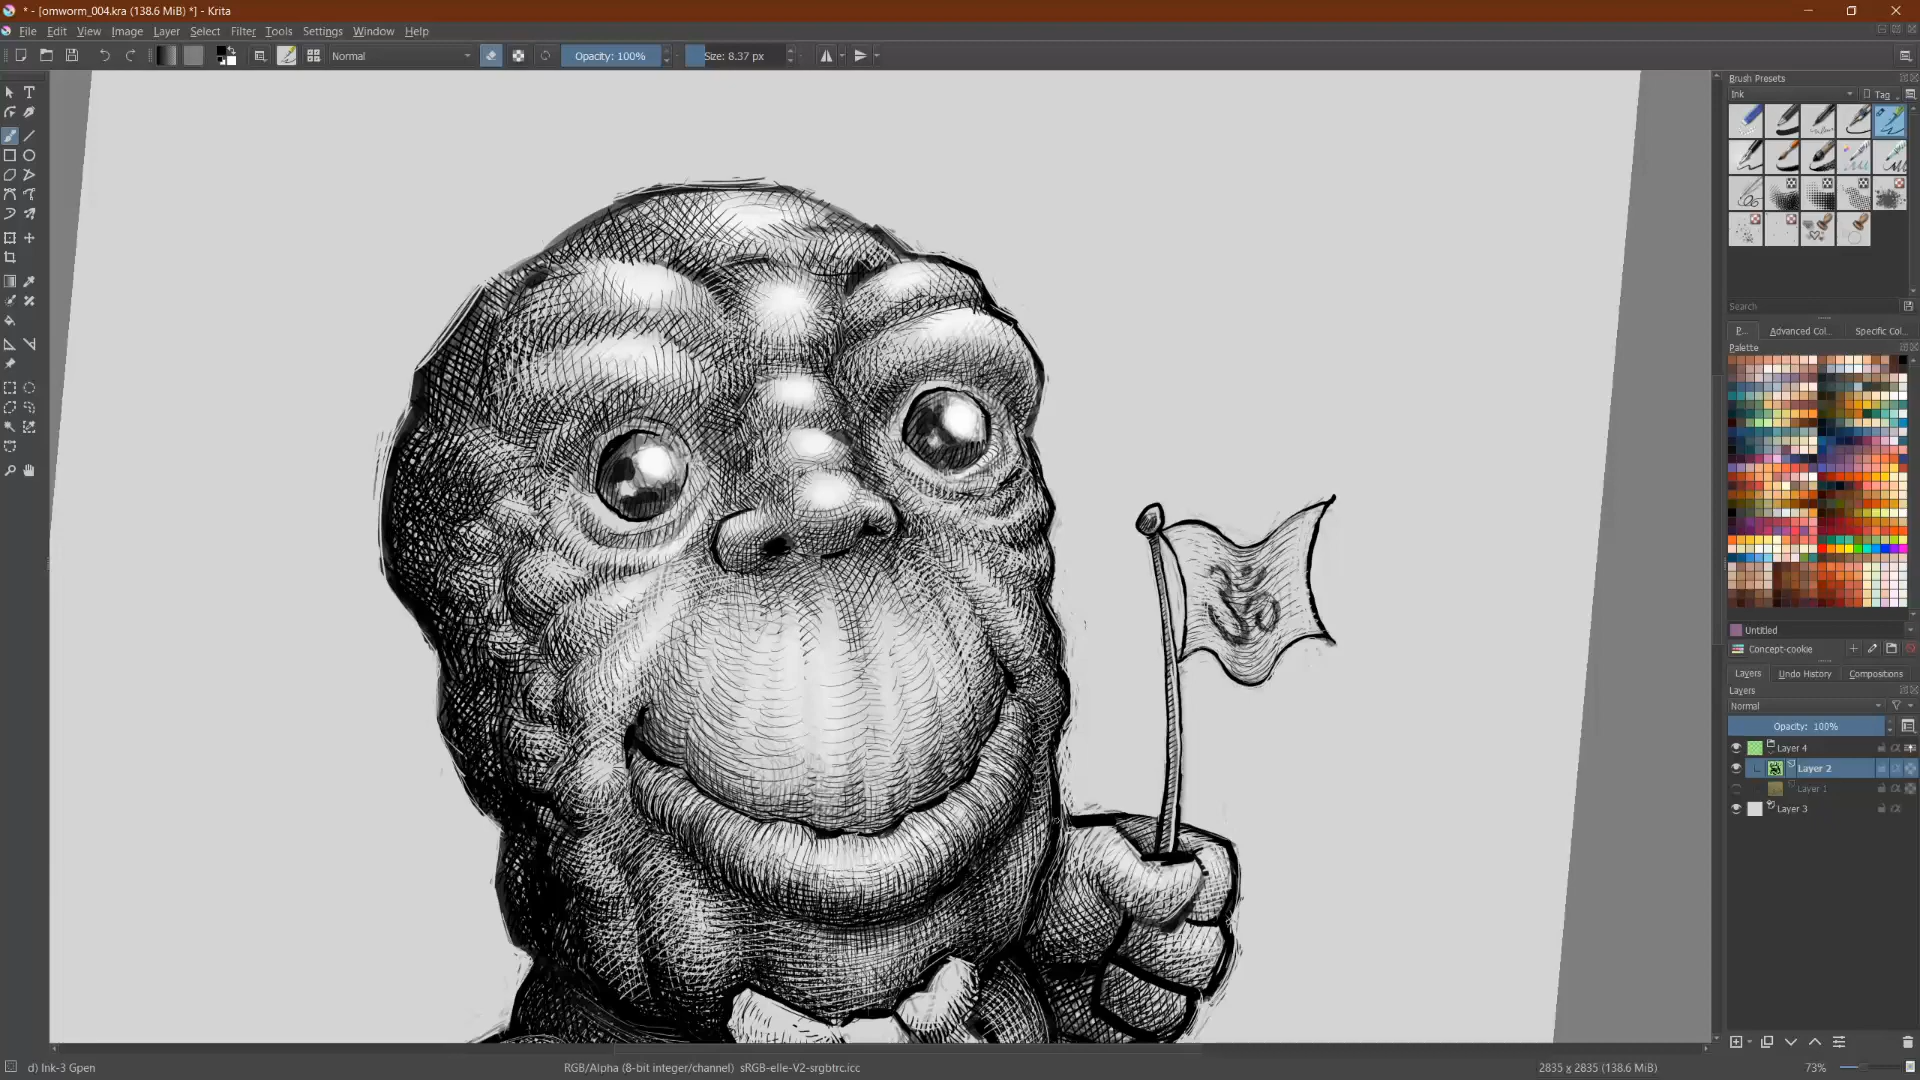 * - [omworm_004.kra (138.6 MiB) *] - Krita
File Edit View Image Layer Select Filter Tools Settings Window Help
Normal
Opacity: 100%
Size: 8.37 px
Brush Presets
Ink
Tag
Search
P...
Advanced Col...
Specific Col...
Palette
Untitled
Concept-cookie
Layers
Undo History
Compositions
Layers
Normal
Opacity: 100%
Layer 4
Layer 2
Layer 1
Layer 3
d) Ink-3 Gpen
RGB/Alpha (8-bit integer/channel) sRGB-elle-V2-srgbtrc.icc
2835 x 2835 (138.6 MiB)
73%